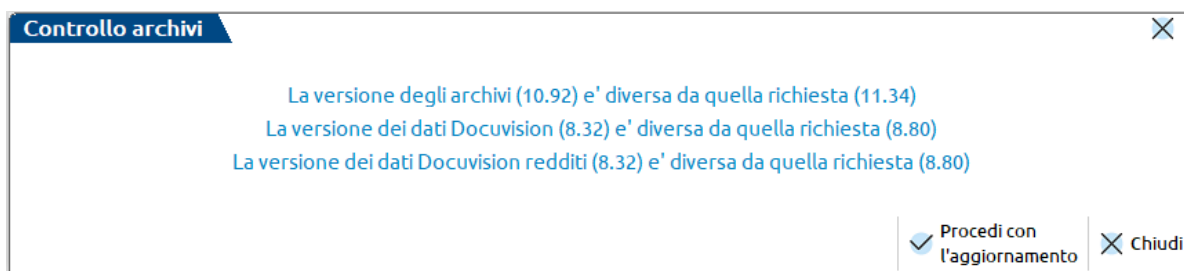 Controllo archivi
La versione degli archivi (10.92) e' diversa da quella richiesta (11.34)
La versione dei dati Docuvision (8.32) e' diversa da quella richiesta (8.80)
La versione dei dati Docuvision redditi (8.32) e' diversa da quella richiesta (8.80)
Procedi con
l'aggiornamento
Chiudi